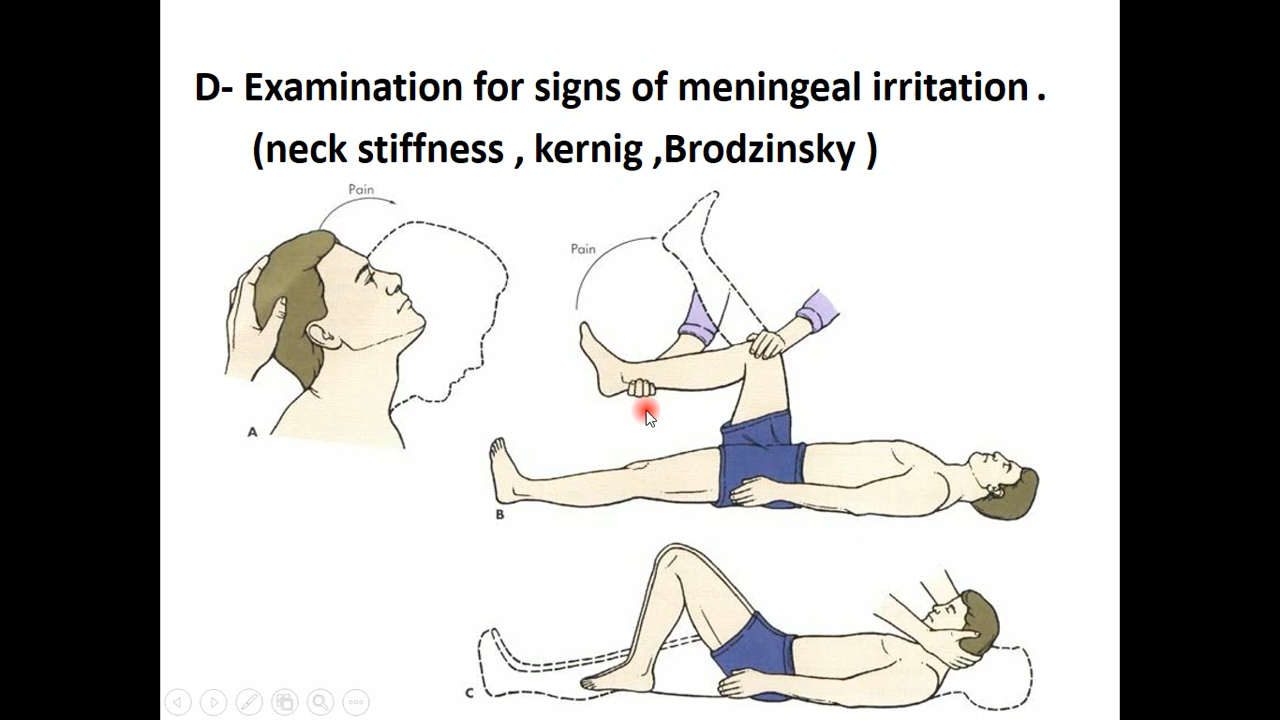 D- Examination for signs of meningeal irritation .
(neck stiffness , kernig ,Brodzinsky )
Pain
Pain
A
B
C